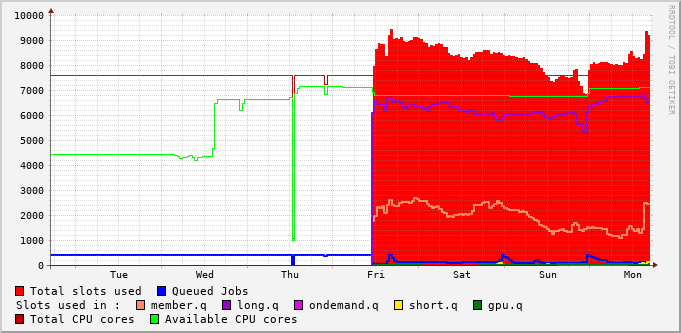 10000
9000
8000
7000
6000
5000
4000
3000
2000
1000
0
Tue Wed Thu Fri Sat Sun Mon
RRDTOOL / TOBI OETIKER
Total slots used Queued Jobs
Slots used in : member.q long.q ondemand.q short.q gpu.q
Total CPU cores Available CPU cores